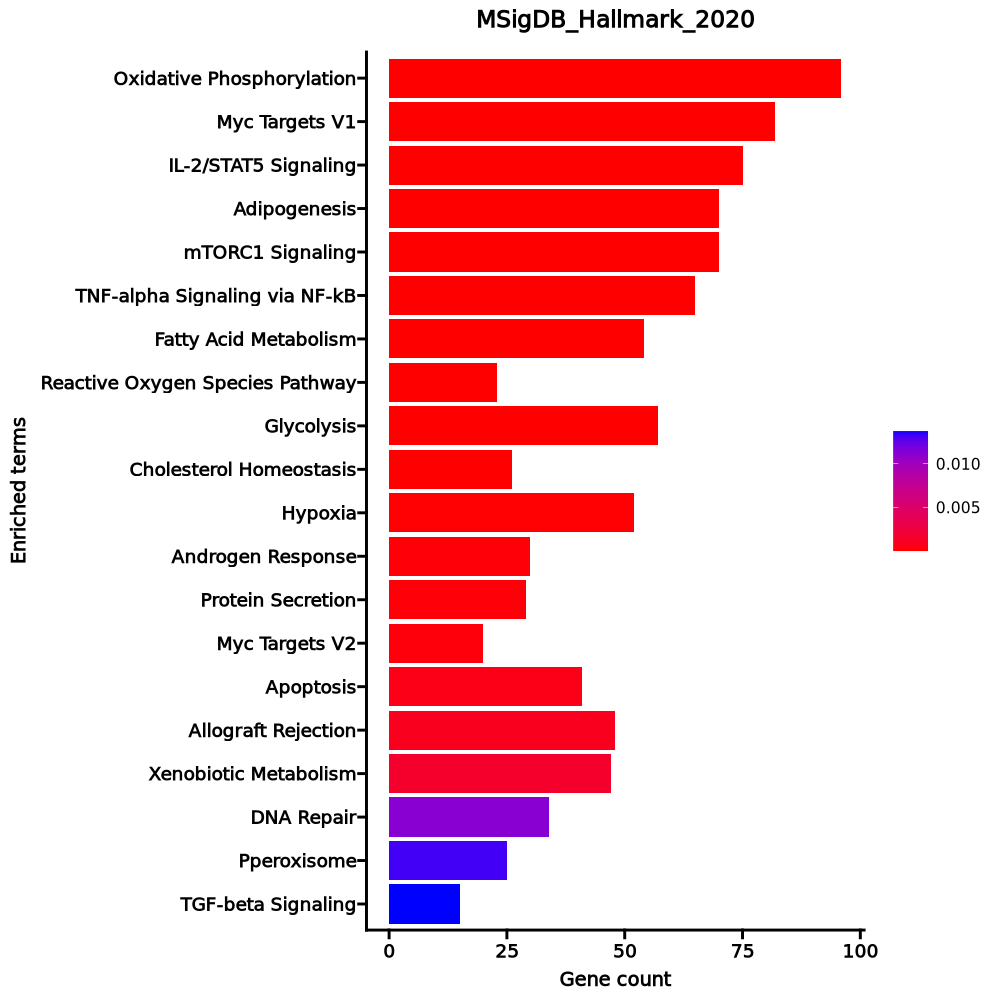 MSigDB_Hallmark_2020
Oxidative Phosphorylation
Myc Targets V1
IL-2/STAT5 Signaling
Adipogenesis
mTORC1 Signaling
TNF-alpha Signaling via NF-kB
Fatty Acid Metabolism
Reactive Oxygen Species Pathway
Glycolysis
Cholesterol Homeostasis
Hypoxia
Androgen Response
Protein Secretion
Myc Targets V2
Apoptosis
Allograft Rejection
Xenobiotic Metabolism
DNA Repair
Pperoxisome
TGF-beta Signaling
Enriched terms
0 25 50 75 100
Gene count
0.010
0.005